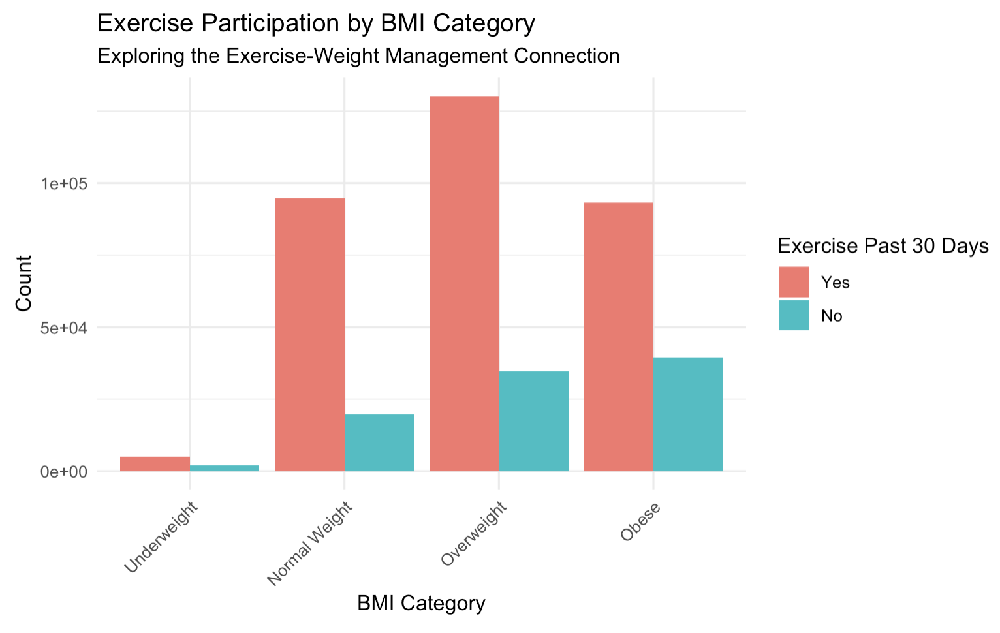 Exercise Participation by BMI Category
Exploring the Exercise-Weight Management Connection
Count
1e+05
5e+04
0e+00
Underweight
Normal Weight
Overweight
Obese
BMI Category
Exercise Past 30 Days
Yes
No